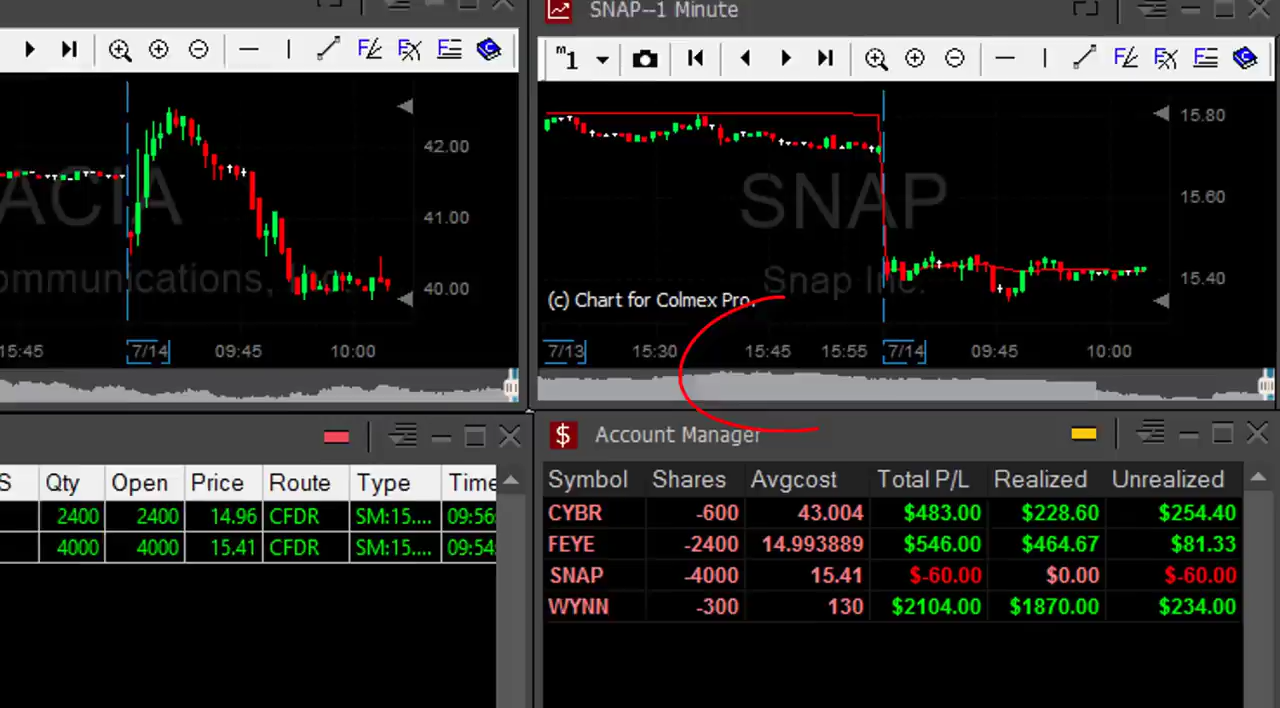 SNAP--1 Minute
m1
42.00
ACIA
41.00
ommunications, Inc.
40.00
15:45 7/14 09:45 10:00
15.80
SNAP
15.60
Snap Inc.
15.40
(c) Chart for Colmex Pro.
7/13 15:30 15:45 15:55 7/14 09:45 10:00
$ Account Manager
S Qty Open Price Route Type Time
2400 2400 14.96 CFDR SM:15.... 09:56:
4000 4000 15.41 CFDR SM:15.... 09:54:
Symbol Shares Avgcost Total P/L Realized Unrealized
CYBR -600 43.004 $483.00 $228.60 $254.40
FEYE -2400 14.993889 $546.00 $464.67 $81.33
SNAP -4000 15.41 $-60.00 $0.00 $-60.00
WYNN -300 130 $2104.00 $1870.00 $234.00